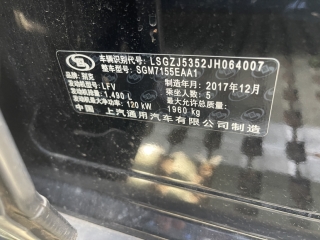 车辆识别代号: LSGZJ5352JH064007
整车型号: SGM7155EAA1
品牌: 别克 制造年月: 2017年12月
发动机型号: LFV 乘坐人数: 5
发动机排量: 1.490 L 最大允许总质量:
发动机最大净功率: 120 kW 1960 kg
中国 上汽通用汽车有限公司制造